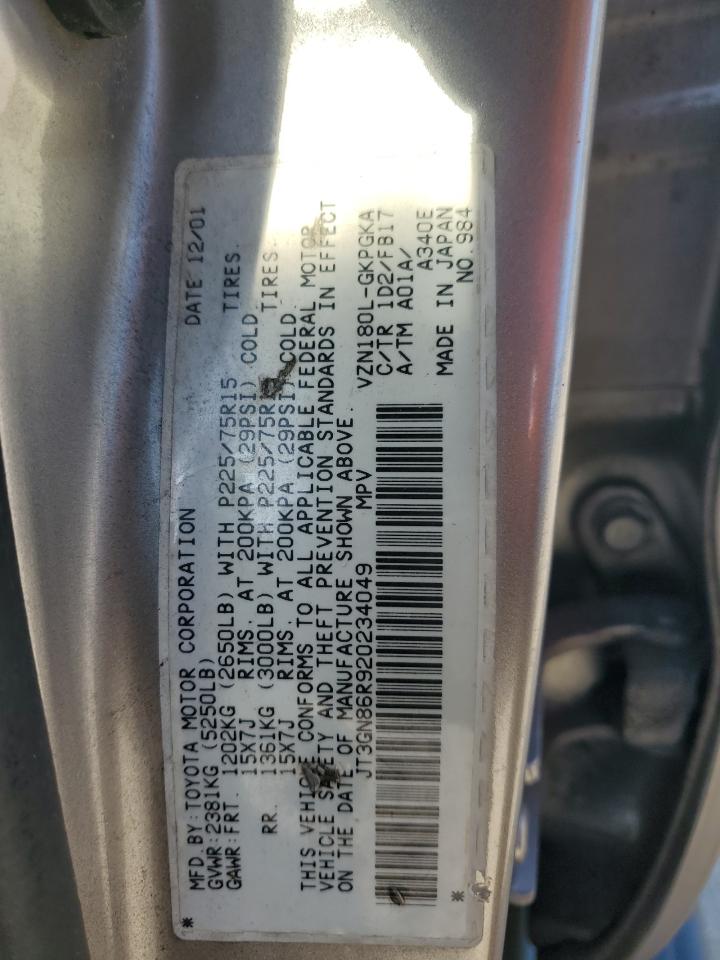 MFD. BY: TOYOTA MOTOR CORPORATION DATE 12/01
GVWR: 2381KG (5250LB)
GAWR: FRT. 1202KG (2650LB) WITH P225/75R15 TIRES.
15X7J RIMS. AT 200KPA (29PSI) COLD
RR. 1361KG (3000LB) WITH P225/75R TIRES.
15X7J RIMS. AT 200KPA (29PSI) COLD.
THIS VEHICLE CONFORMS TO ALL APPLICABLE FEDERAL MOTOR
VEHICLE SAFETY AND THEFT PREVENTION STANDARDS IN EFFECT
ON THE DATE OF MANUFACTURE SHOWN ABOVE.
JT3GN86R920234049 MPV VZN180L-GKPGKA
C/TR 1D2/FB17
A/TM A01A/
A340E
MADE IN JAPAN
* * NO.984